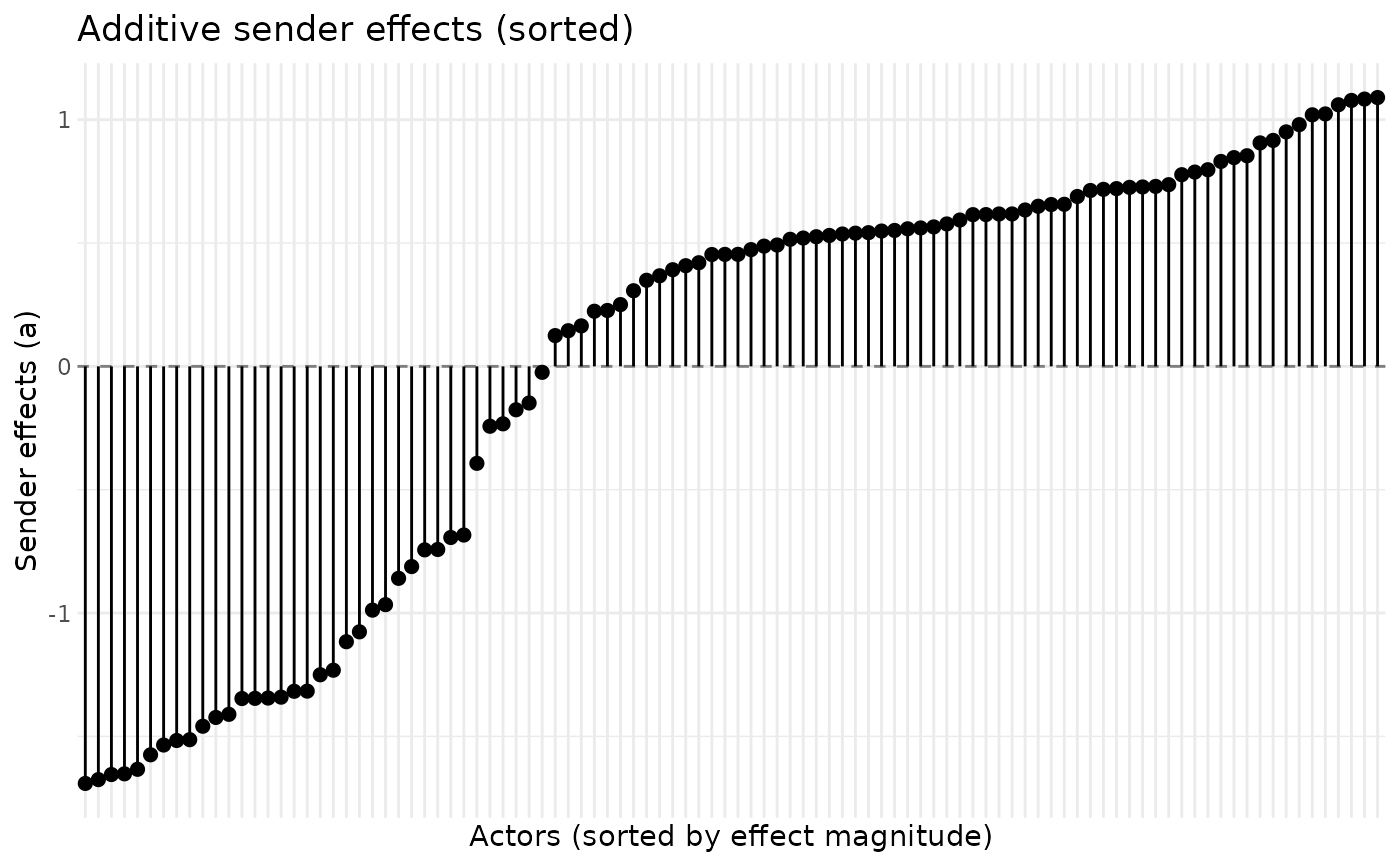 Additive sender effects (sorted)
1
0
-1
Sender effects (a)
Actors (sorted by effect magnitude)